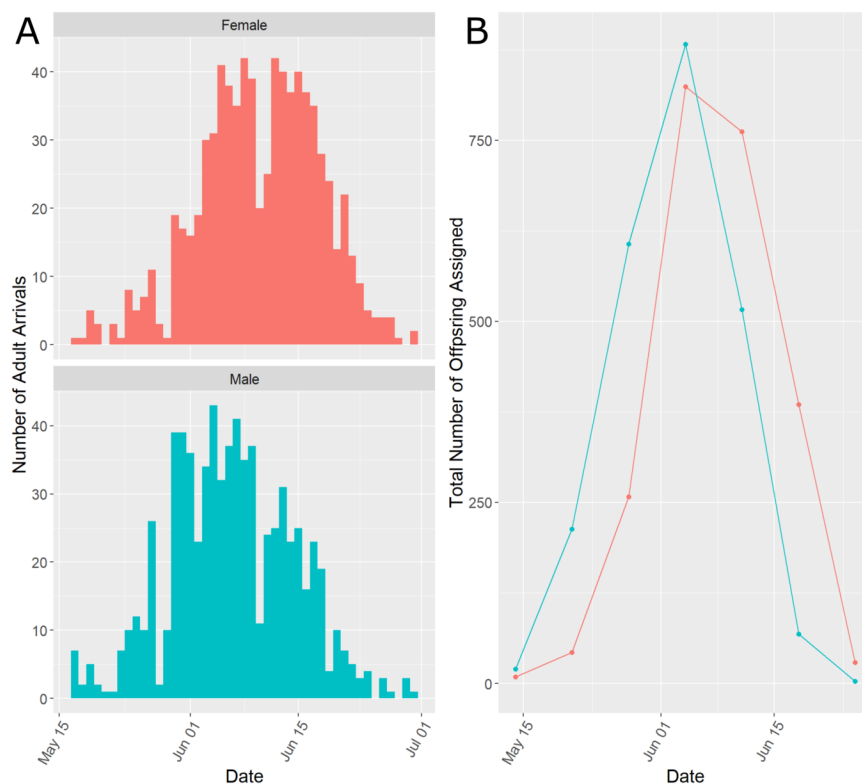 A
Female
40
30
20
10
0
Male
40
30
20
10
0
Number of Adult Arrivals
May 15
Jun 01
Jun 15
Jul 01
Date
B
750
500
250
0
Total Number of Offpsring Assigned
May 15
Jun 01
Jun 15
Date